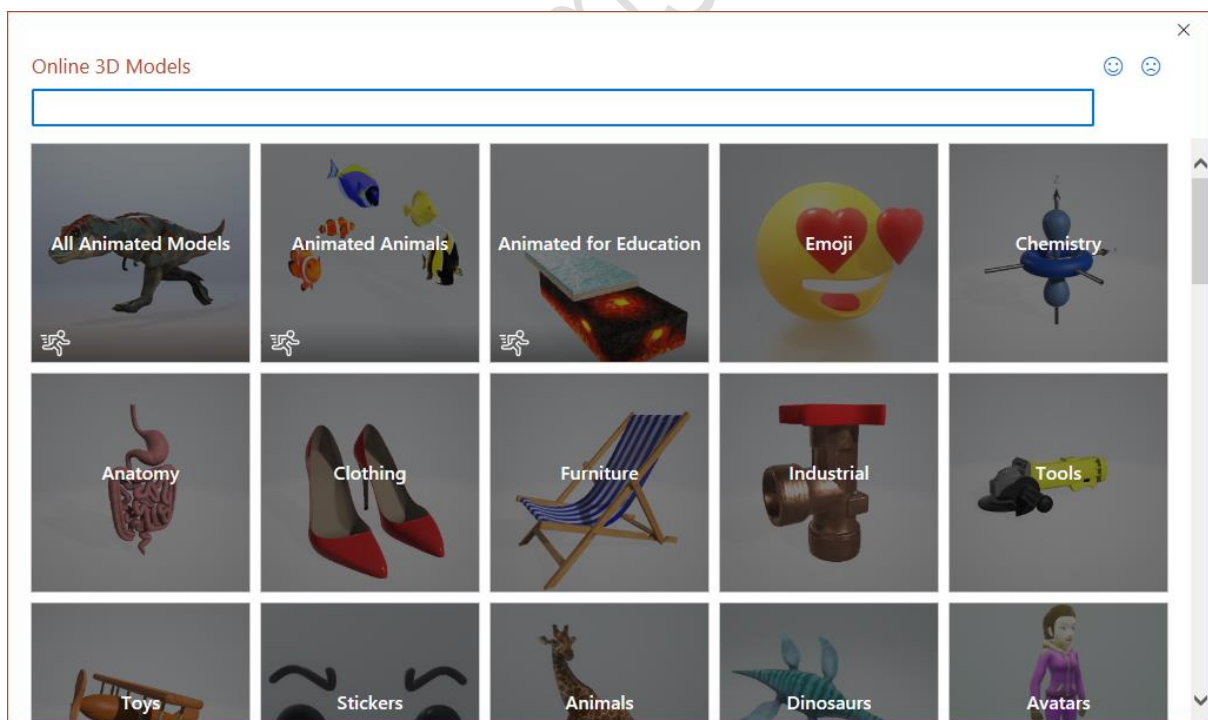 Online 3D Models
All Animated Models
Animated Animals
Animated for Education
Emoji
Chemistry
Anatomy
Clothing
Furniture
Industrial
Tools
Toys
Stickers
Animals
Dinosaurs
Avatars